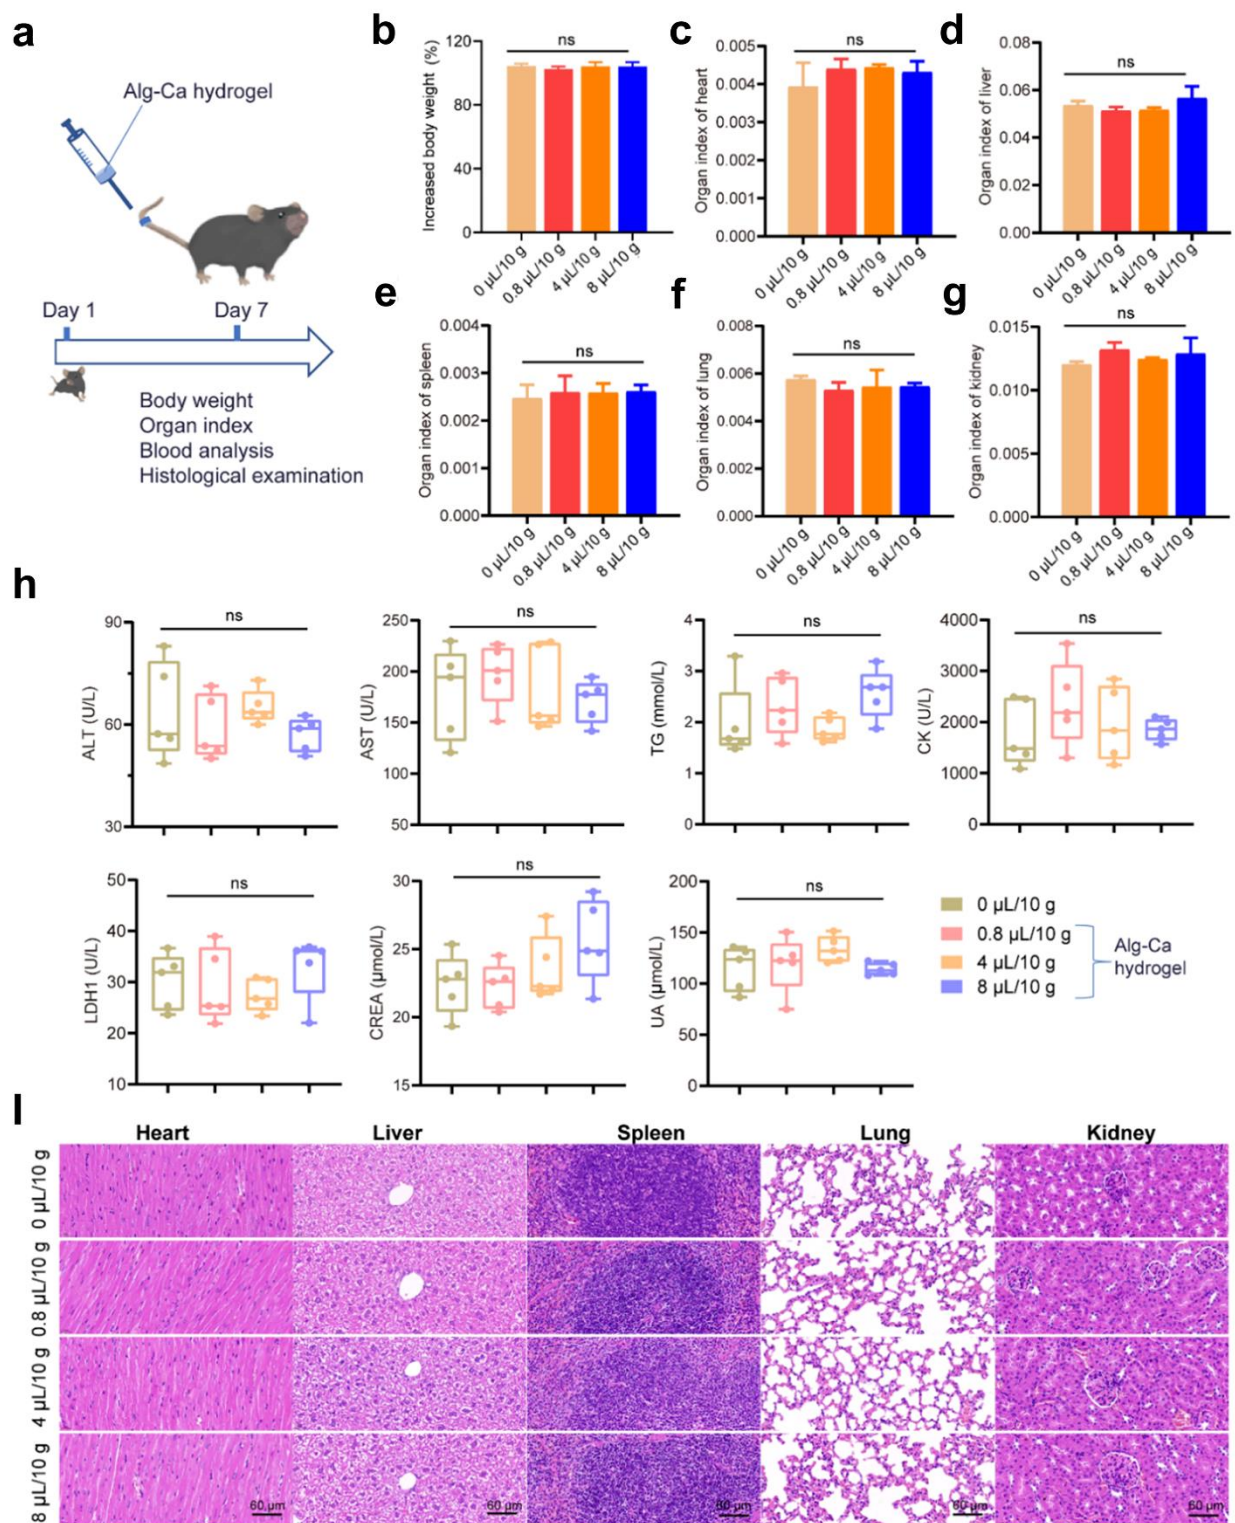 a
Alg-Ca hydrogel
Day 1
Day 7
Body weight
Organ index
Blood analysis
Histological examination
b
Increased body weight (%)
120
80
40
0
ns
0 µL/10 g
0.8 µL/10 g
4 µL/10 g
8 µL/10 g
c
Organ index of heart
0.005
0.004
0.003
0.002
0.001
0.000
ns
0 µL/10 g
0.8 µL/10 g
4 µL/10 g
8 µL/10 g
d
Organ index of liver
0.08
0.06
0.04
0.02
0.00
ns
0 µL/10 g
0.8 µL/10 g
4 µL/10 g
8 µL/10 g
e
Organ index of spleen
0.004
0.003
0.002
0.001
0.000
ns
0 µL/10 g
0.8 µL/10 g
4 µL/10 g
8 µL/10 g
f
Organ index of lung
0.008
0.006
0.004
0.002
0.000
ns
0 µL/10 g
0.8 µL/10 g
4 µL/10 g
8 µL/10 g
g
Organ index of kidney
0.015
0.010
0.005
0.000
ns
0 µL/10 g
0.8 µL/10 g
4 µL/10 g
8 µL/10 g
h
ALT (U/L)
90
60
30
ns
AST (U/L)
250
200
150
100
50
ns
TG (mmol/L)
4
3
2
1
0
ns
CK (U/L)
4000
3000
2000
1000
0
ns
LDH1 (U/L)
50
40
30
20
10
ns
CREA (µmol/L)
30
25
20
15
ns
UA (µmol/L)
200
150
100
50
0
ns
0 µL/10 g
0.8 µL/10 g
4 µL/10 g
8 µL/10 g
Alg-Ca
hydrogel
l
Heart Liver Spleen Lung Kidney
0 µL/10 g
0.8 µL/10 g
4 µL/10 g
8 µL/10 g
60 µm 60 µm 60 µm 60 µm 60 µm